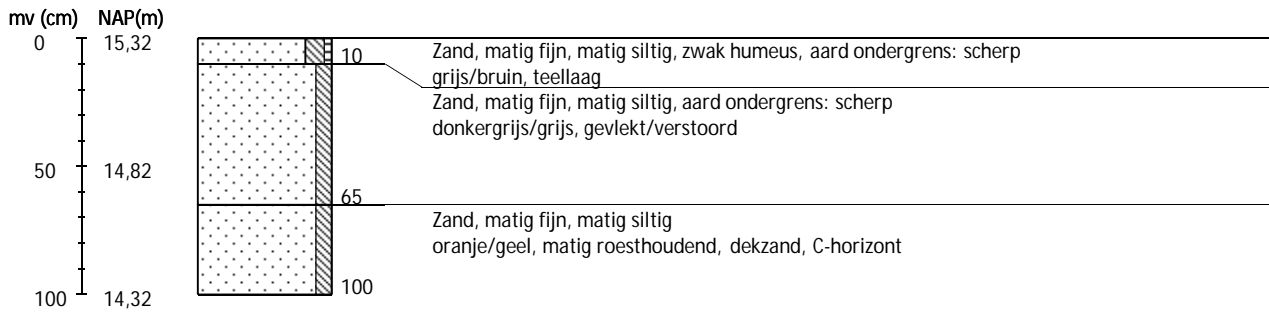 mv (cm) NAP(m)
0 15,32
10 Zand, matig fijn, matig siltig, zwak humeus, aard ondergrens: scherp
grijs/bruin, teellaag
Zand, matig fijn, matig siltig, aard ondergrens: scherp
donkergrijs/grijs, gevlekt/verstoord
50 14,82
65
Zand, matig fijn, matig siltig
oranje/geel, matig roesthoudend, dekzand, C-horizont
100 14,32 100